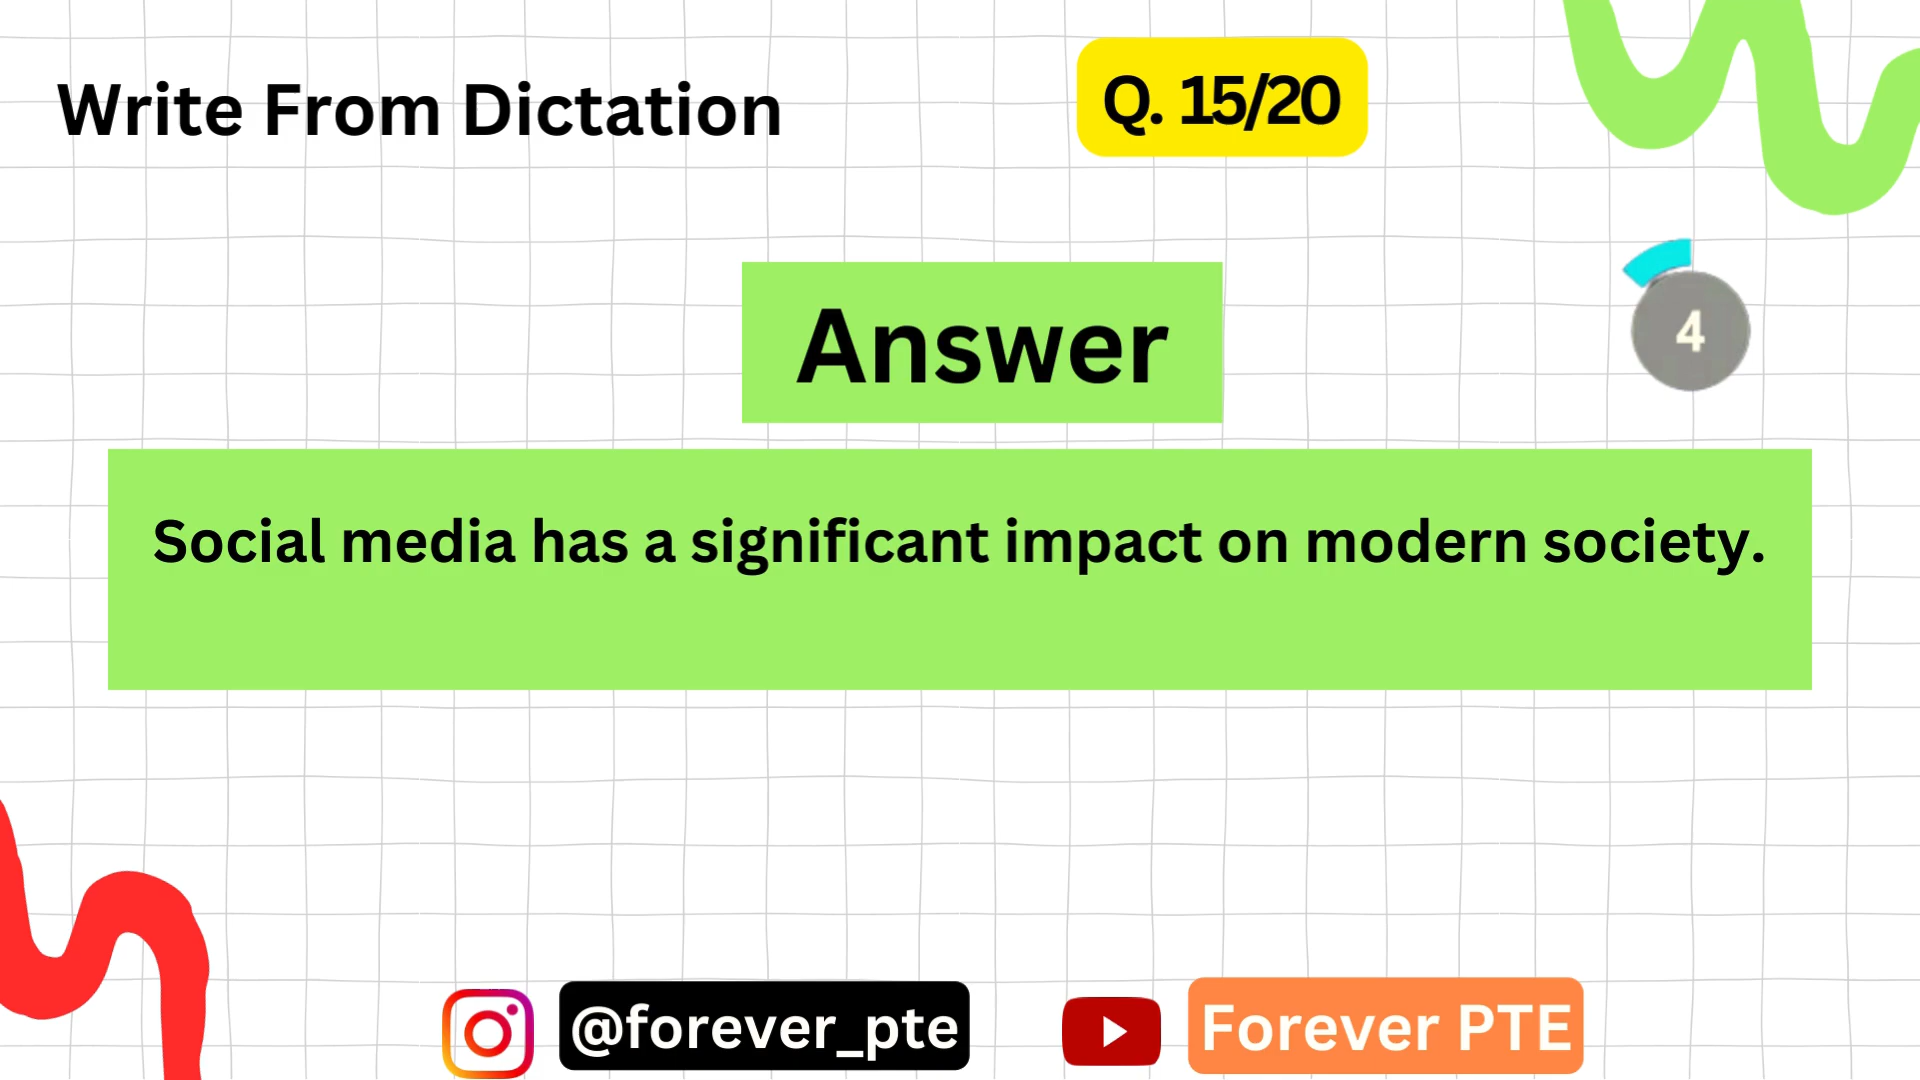 Write From Dictation
Q. 15/20
Answer
4
Social media has a significant impact on modern society.
@forever_pte
Forever PTE